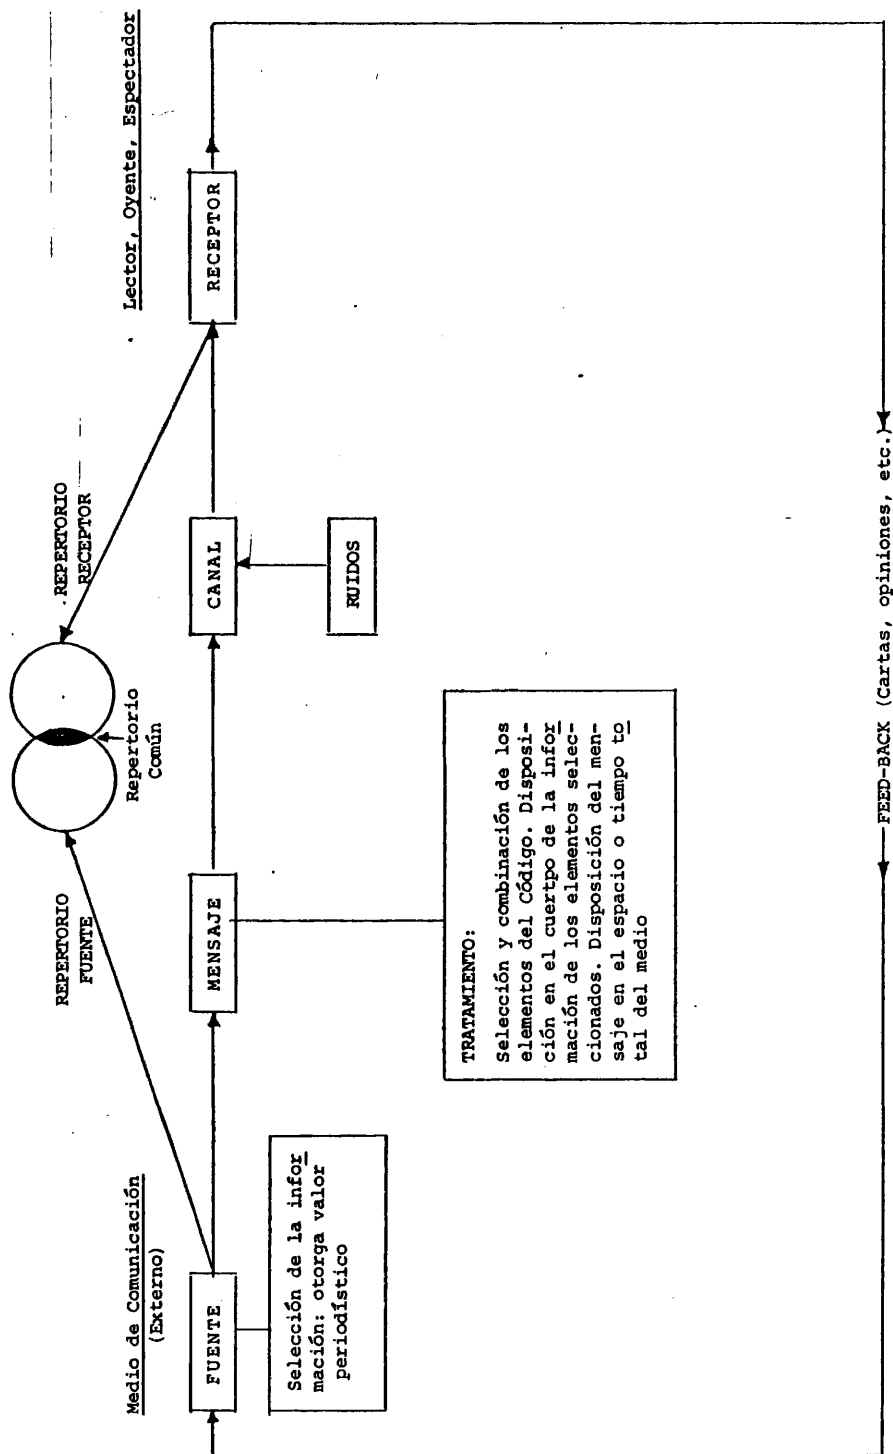 Medio de Comunicación
(Externo)
FUENTE
Selección de la infor
mación: otorga valor
periodístico
REPERTORIO
FUENTE
Repertorio
Común
REPERTORIO
RECEPTOR
MENSAJE
TRATAMIENTO:
Selección y combinación de los
elementos del Código. Disposi-
ción en el cuertpo de la infor
mación de los elementos selec-
cionados. Disposición del men-
saje en el espacio o tiempo to
tal del medio
CANAL
RUIDOS
Lector, Oyente, Espectador
RECEPTOR
FEED-BACK (Cartas, opiniones, etc.)